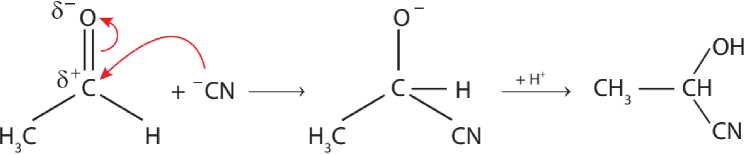 δ⁻ O O⁻
OH
δ⁺ C + ⁻CN C H + H⁺ CH₃ CH
H₃C H H₃C CN CN